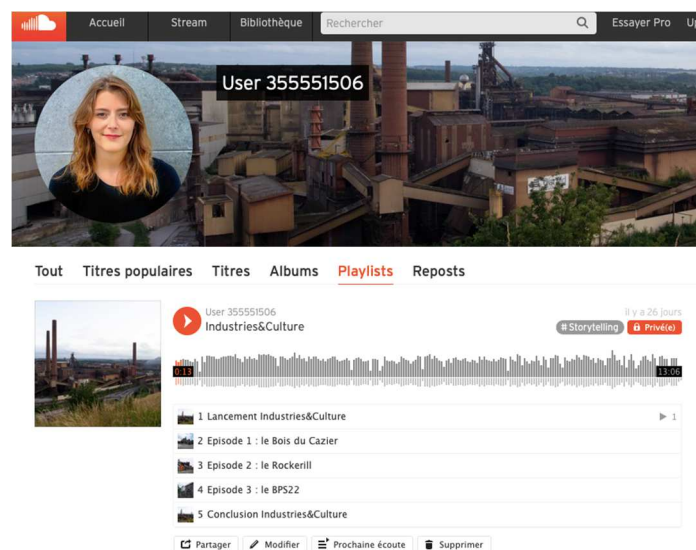 Accueil
Stream
Bibliothèque
Rechercher
Essayer Pro
User 355551506
Tout
Titres populaires
Titres
Albums
Playlists
Reposts
User 355551506
il y a 26 jours
Industries&Culture
# Storytelling
Privé(e)
0:13
13:06
1 Lancement Industries&Culture
1
2 Episode 1 : le Bois du Cazier
3 Episode 2 : le Rockerill
4 Episode 3 : le BPS22
5 Conclusion Industries&Culture
Partager
Modifier
Prochaine écoute
Supprimer